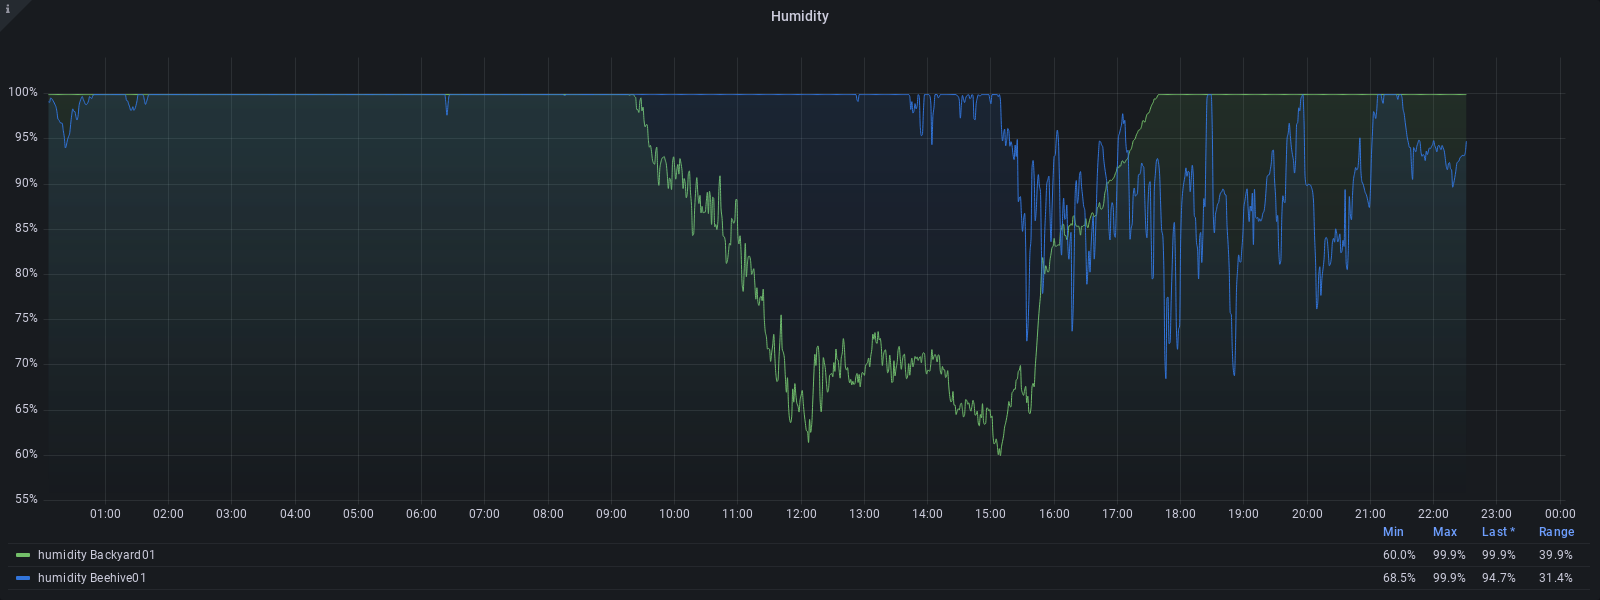 i
Humidity
100%
95%
90%
85%
80%
75%
70%
65%
60%
55%
01:00 02:00 03:00 04:00 05:00 06:00 07:00 08:00 09:00 10:00 11:00 12:00 13:00 14:00 15:00 16:00 17:00 18:00 19:00 20:00 21:00 22:00 23:00 00:00
Min Max Last * Range
humidity Backyard01 60.0% 99.9% 99.9% 39.9%
humidity Beehive01 68.5% 99.9% 94.7% 31.4%